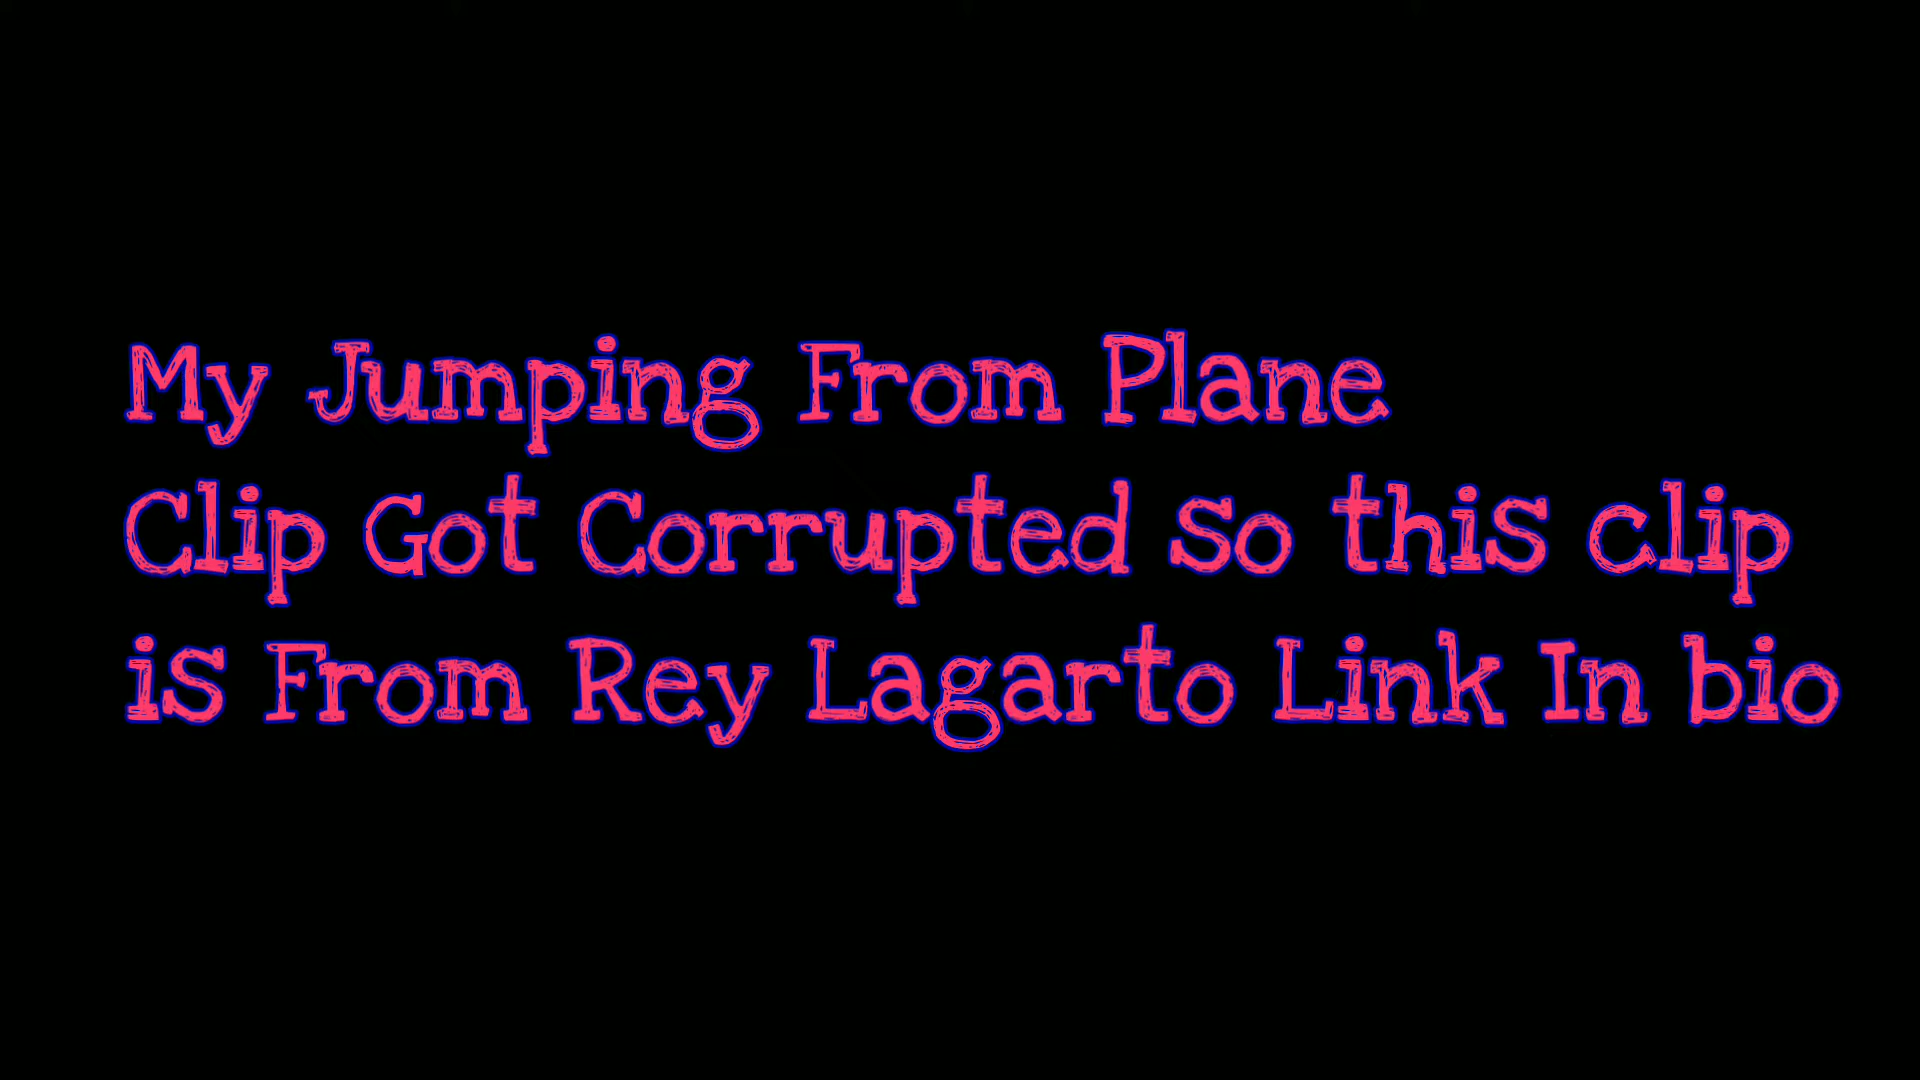 My Jumping From Plane
Clip Got Corrupted so this clip
is From Rey Lagarto Link In bio